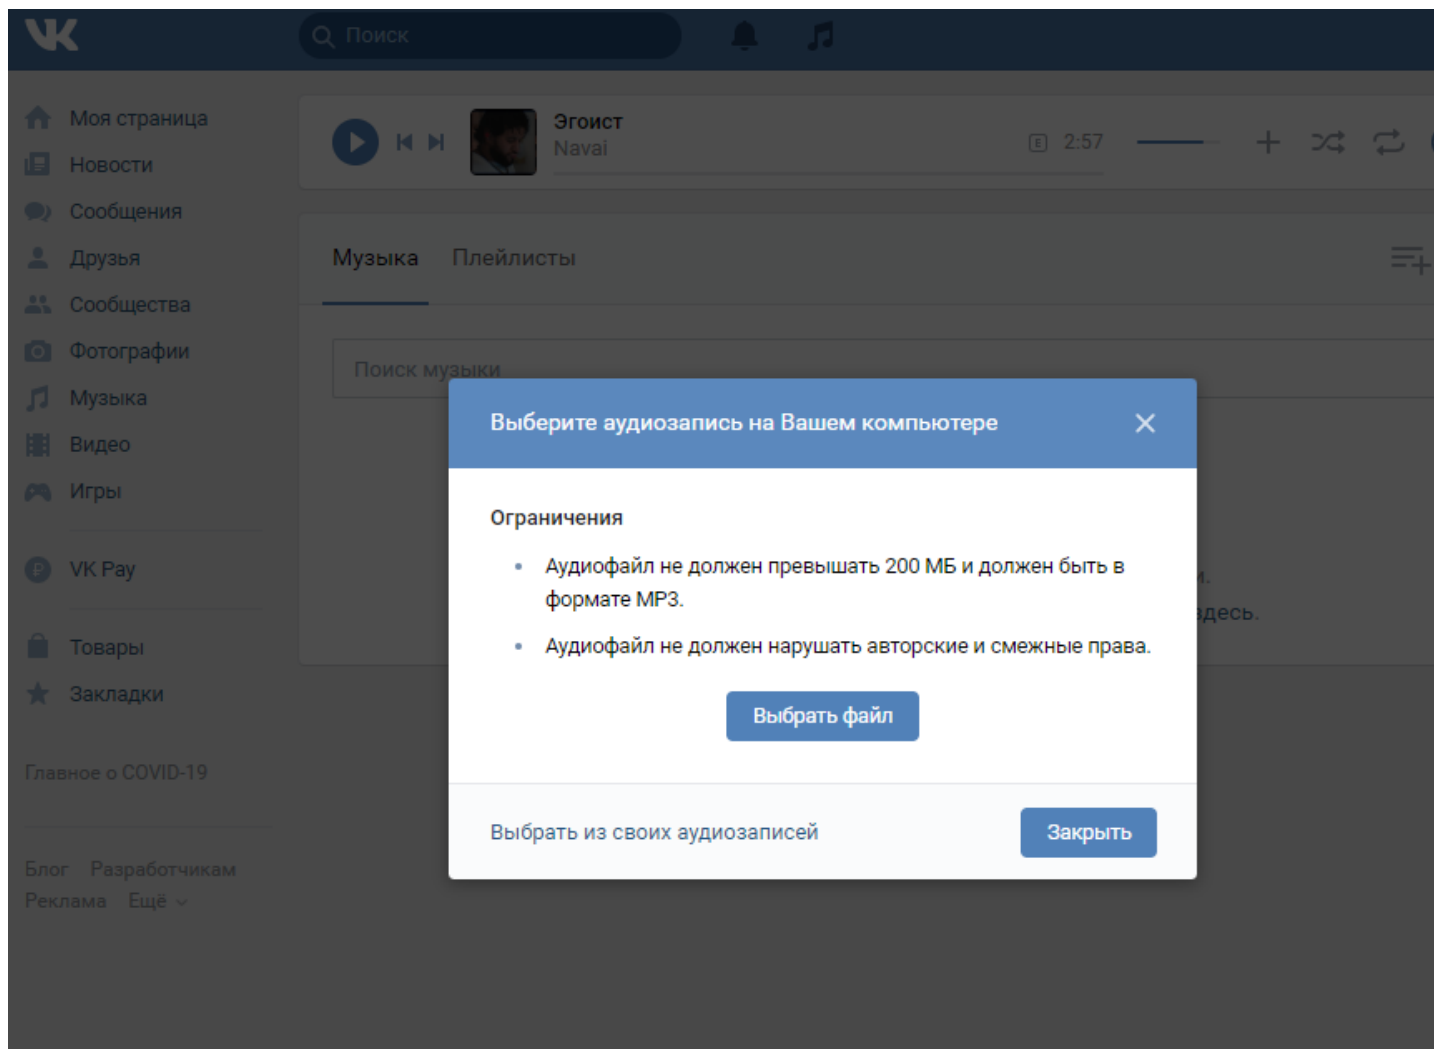 VK
Поиск
Моя страница
Новости
Сообщения
Друзья
Сообщества
Фотографии
Музыка
Видео
Игры
VK Pay
Товары
Закладки
Главное о COVID-19
Блог Разработчикам
Реклама Ещё
Эгоист
Navai
E 2:57
Музыка Плейлисты
Поиск музыки
Выберите аудиозапись на Вашем компьютере
Ограничения
Аудиофайл не должен превышать 200 МБ и должен быть в
формате MP3.
Аудиофайл не должен нарушать авторские и смежные права.
Выбрать файл
Выбрать из своих аудиозаписей
Закрыть
здесь.